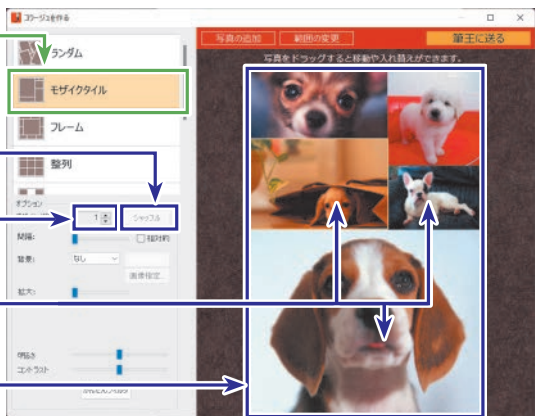 コラージュを作る
写真の追加
範囲の変更
筆王に送る
写真をドラッグすると移動や入れ替えができます。
ランダム
モザイクタイル
フレーム
整列
オプション
1
シャッフル
間隔:
相対的
背景:
なし
画像指定...
拡大:
明るさ
コントラスト